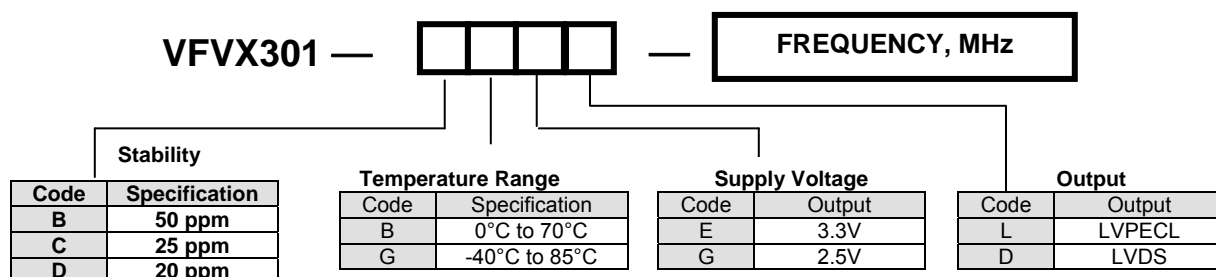 VFVX301 — — FREQUENCY, MHz
Stability
Code Specification
B 50 ppm
C 25 ppm
D 20 ppm
Temperature Range
Code Specification
B 0°C to 70°C
G -40°C to 85°C
Supply Voltage
Code Output
E 3.3V
G 2.5V
Output
Code Output
L LVPECL
D LVDS